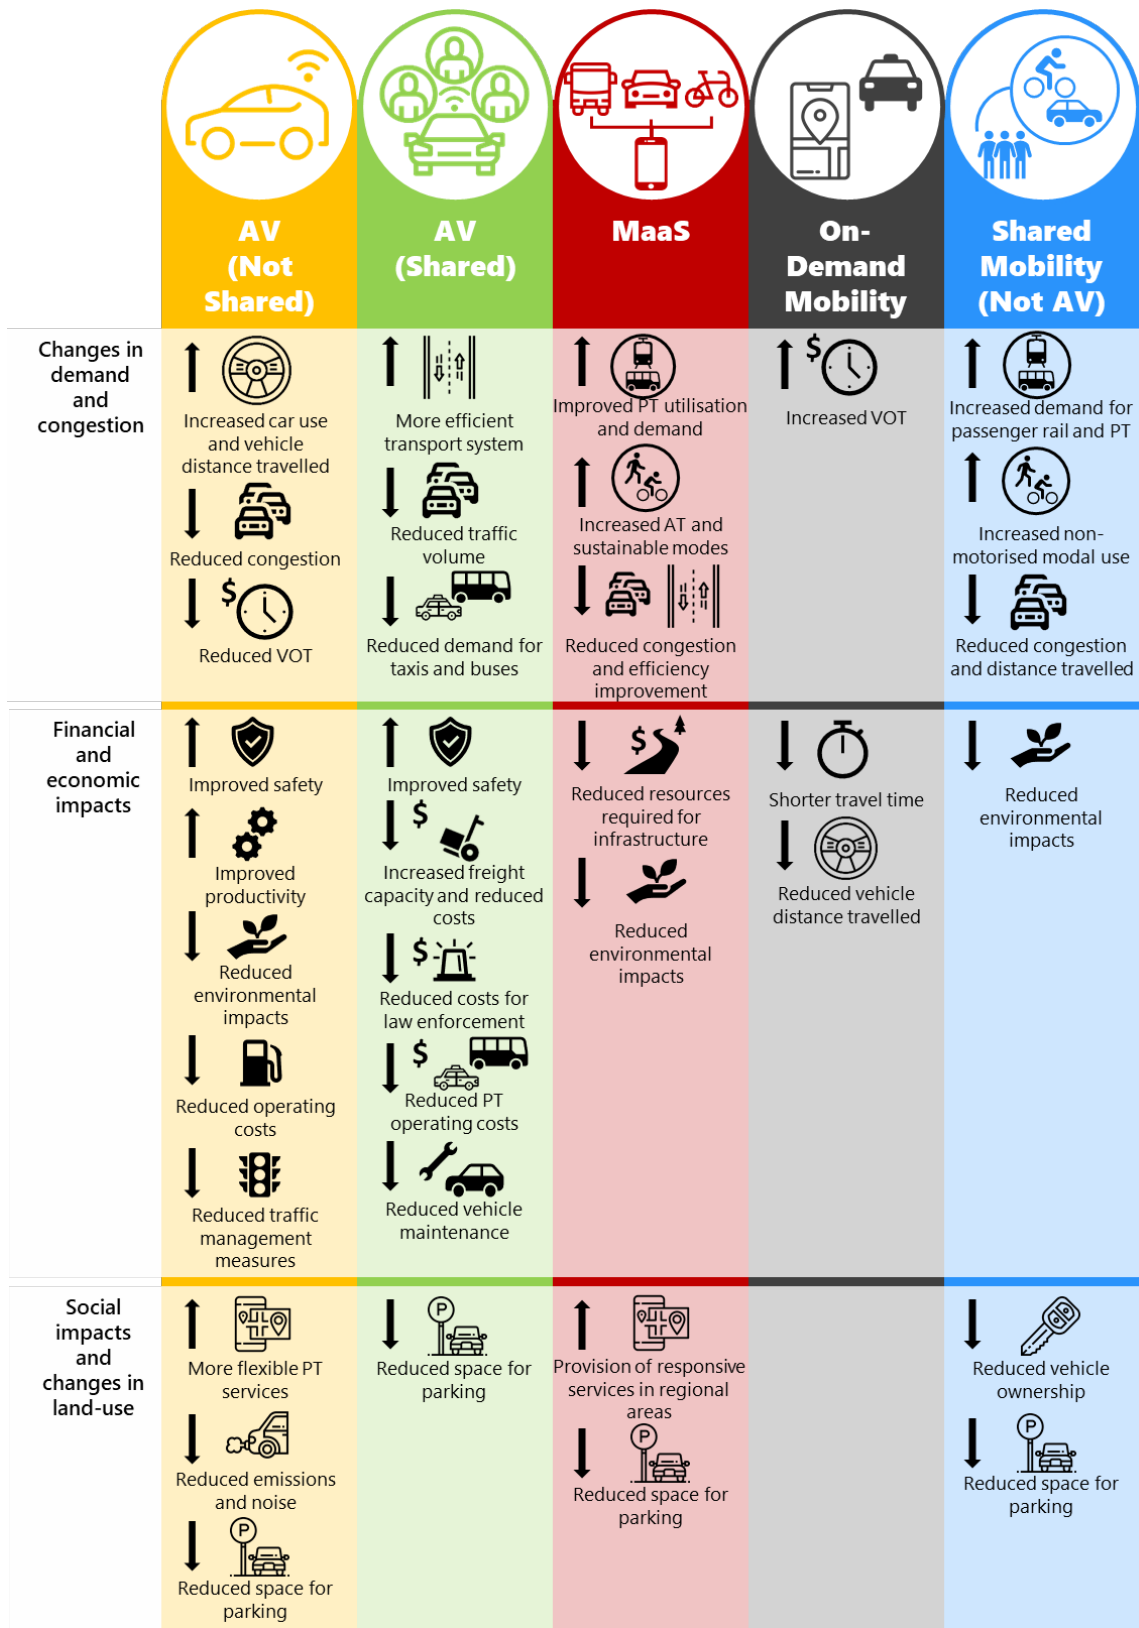 AV
(Not
Shared)
AV
(Shared)
MaaS
On-
Demand
Mobility
Shared
Mobility
(Not AV)
Changes in
demand
and
congestion
Increased car use
and vehicle
distance travelled
Reduced congestion
$
Reduced VOT
More efficient
transport system
Reduced traffic
volume
Reduced demand for
taxis and buses
Improved PT utilisation
and demand
Increased AT and
sustainable modes
Reduced congestion
and efficiency
improvement
$
Increased VOT
Increased demand for
passenger rail and PT
Increased non-
motorised modal use
Reduced congestion
and distance travelled
Financial
and
economic
impacts
Improved safety
Improved
productivity
Reduced
environmental
impacts
Reduced operating
costs
Reduced traffic
management
measures
Improved safety
$
Increased freight
capacity and reduced
costs
$
Reduced costs for
law enforcement
$
Reduced PT
operating costs
Reduced vehicle
maintenance
$
Reduced resources
required for
infrastructure
Reduced
environmental
impacts
Shorter travel time
Reduced vehicle
distance travelled
Reduced
environmental
impacts
Social
impacts
and
changes in
land-use
More flexible PT
services
Reduced emissions
and noise
P
Reduced space for
parking
P
Reduced space for
parking
Provision of responsive
services in regional
areas
P
Reduced space for
parking
Reduced vehicle
ownership
P
Reduced space for
parking